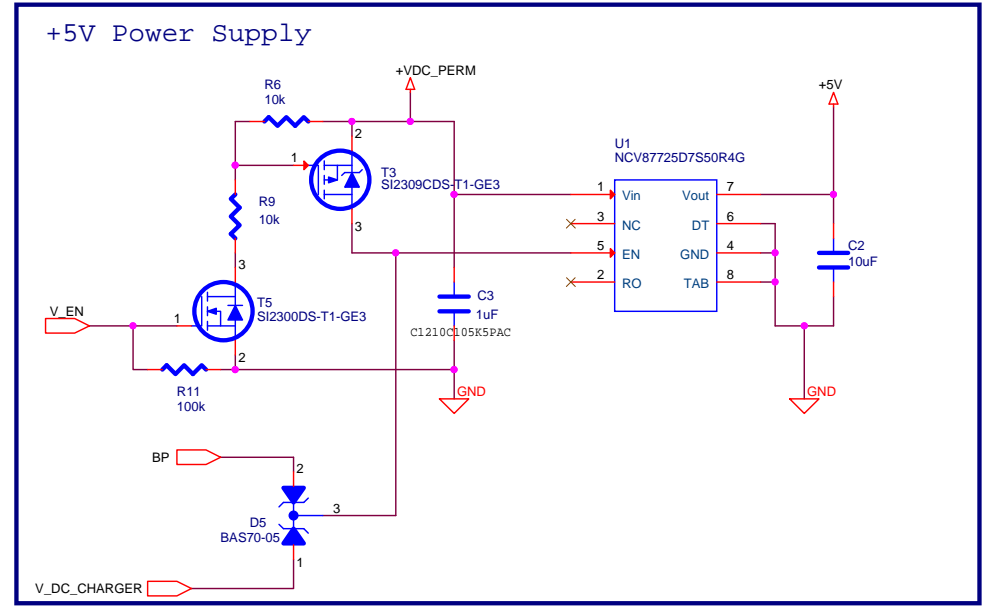 +5V Power Supply
+VDC_PERM
+5V
R6
10k
2
1
T3
SI2309CDS-T1-GE3
3
R9
10k
3
T5
SI2300DS-T1-GE3
V_EN
1
2
R11
100k
C3
1uF
C1210C105K5PAC
GND
U1
NCV87725D7S50R4G
1
Vin
Vout
7
3
NC
DT
6
5
EN
GND
4
2
RO
TAB
8
C2
10uF
GND
BP
2
3
D5
BAS70-05
1
V_DC_CHARGER